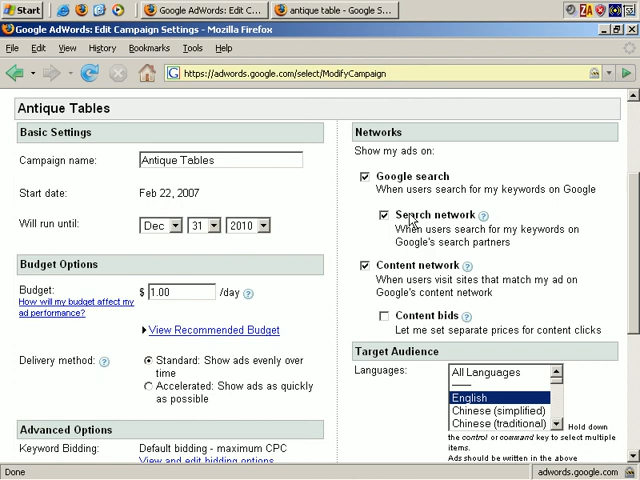 Start
Google AdWords: Edit C...
antique table - Google S...
Google AdWords: Edit Campaign Settings - Mozilla Firefox
File Edit View History Bookmarks Tools Help
https://adwords.google.com/select/ModifyCampaign
Antique Tables
Basic Settings
Campaign name: Antique Tables
Start date: Feb 22, 2007
Will run until: Dec 31 2010
Budget Options
Budget: $ 1.00 /day ?
How will my budget affect my
ad performance?
View Recommended Budget
Delivery method: ? Standard: Show ads evenly over
time
Accelerated: Show ads as quickly
as possible
Advanced Options
Keyword Bidding: Default bidding - maximum CPC
View and edit bidding options
Networks
Show my ads on:
Google search
When users search for my keywords on Google
Search network ?
When users search for my keywords on
Google's search partners
Content network ?
When users visit sites that match my ad on
Google's content network
Content bids ?
Let me set separate prices for content clicks
Target Audience
Languages: All Languages
English
Chinese (simplified)
Chinese (traditional)
Hold down
the control or command key to select multiple
items.
Ads should be written in the above
Done
adwords.google.com